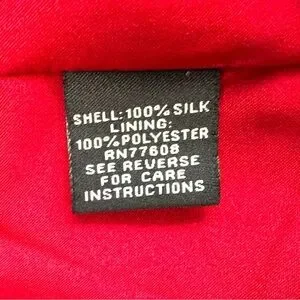 SHELL: 100% SILK
LINING:
100% POLYESTER
RN77608
SEE REVERSE
FOR CARE
INSTRUCTIONS